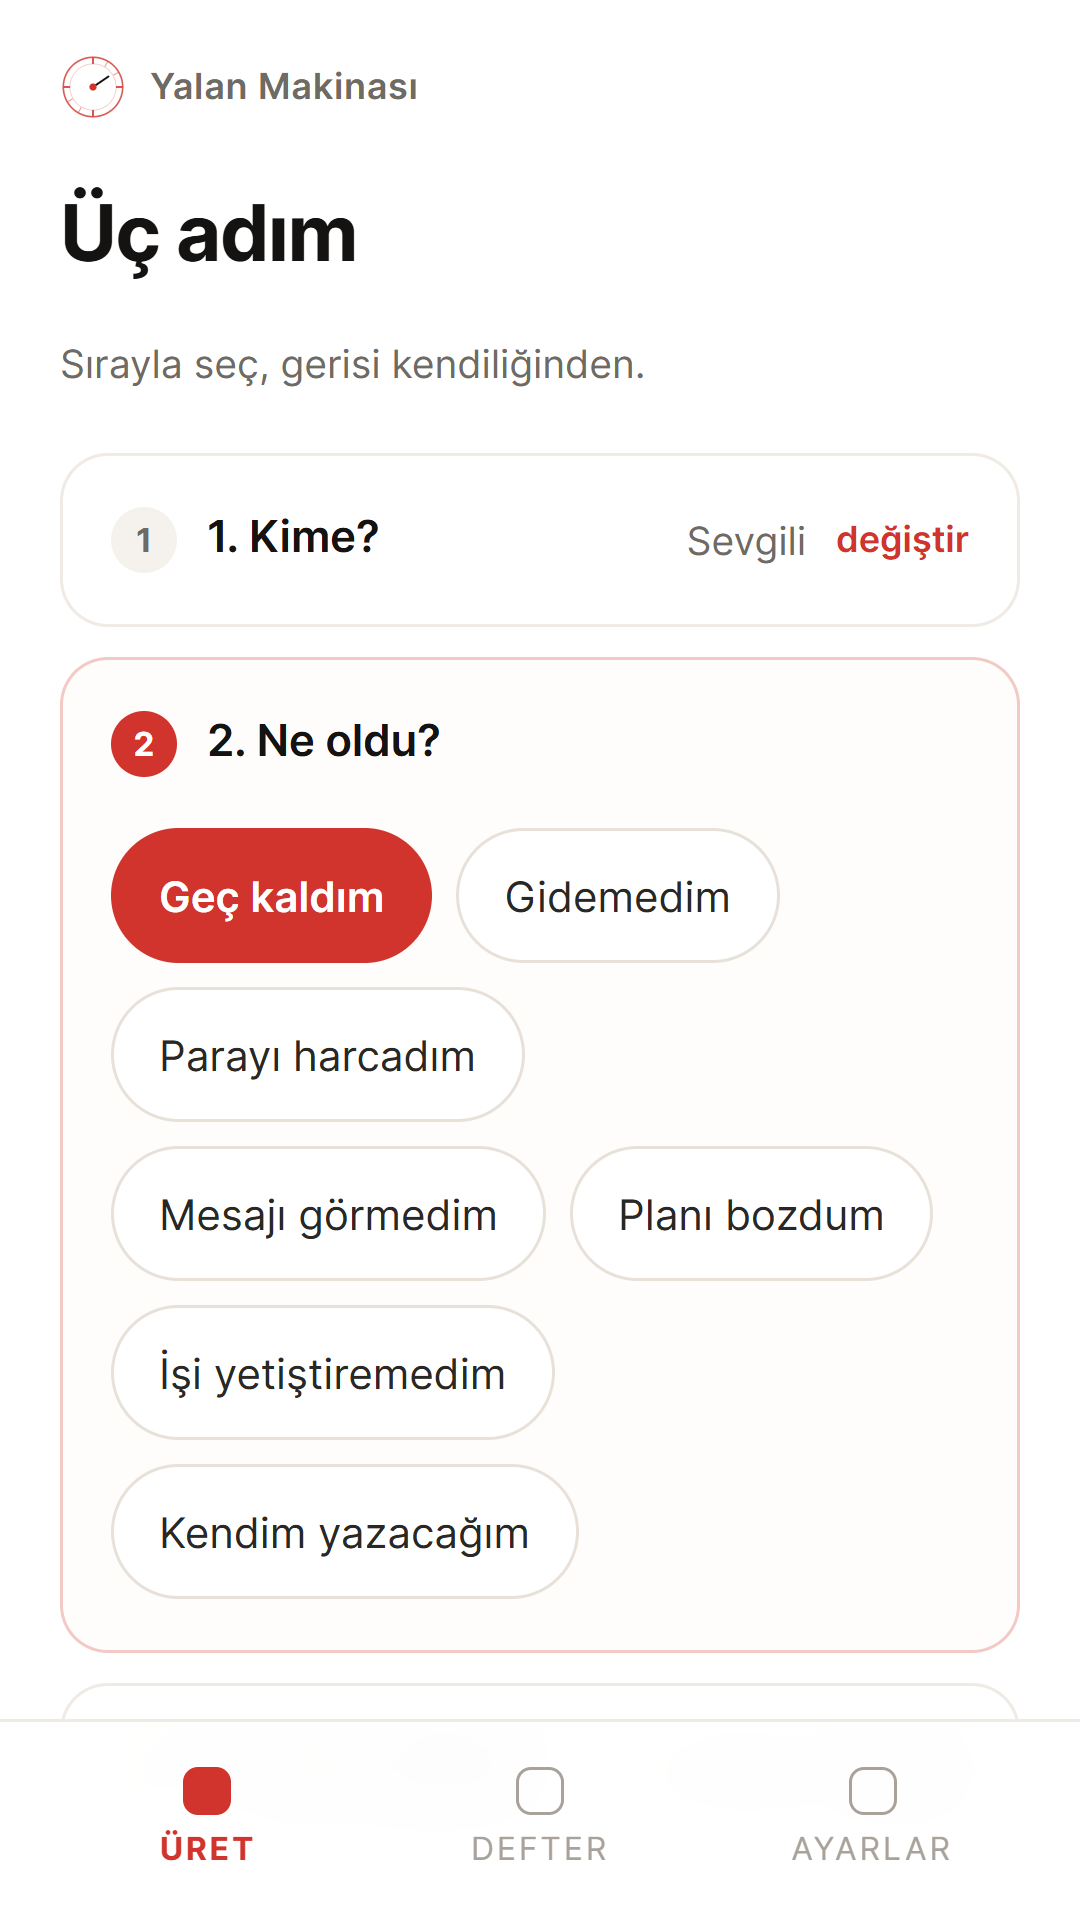 Yalan Makinası
Üç adım
Sırayla seç, gerisi kendiliğinden.
1 1. Kime? Sevgili değiştir
2 2. Ne oldu?
Geç kaldım Gidemedim
Parayı harcadım
Mesajı görmedim Planı bozdum
İşi yetiştiremedim
Kendim yazacağım
ÜRET DEFTER AYARLAR